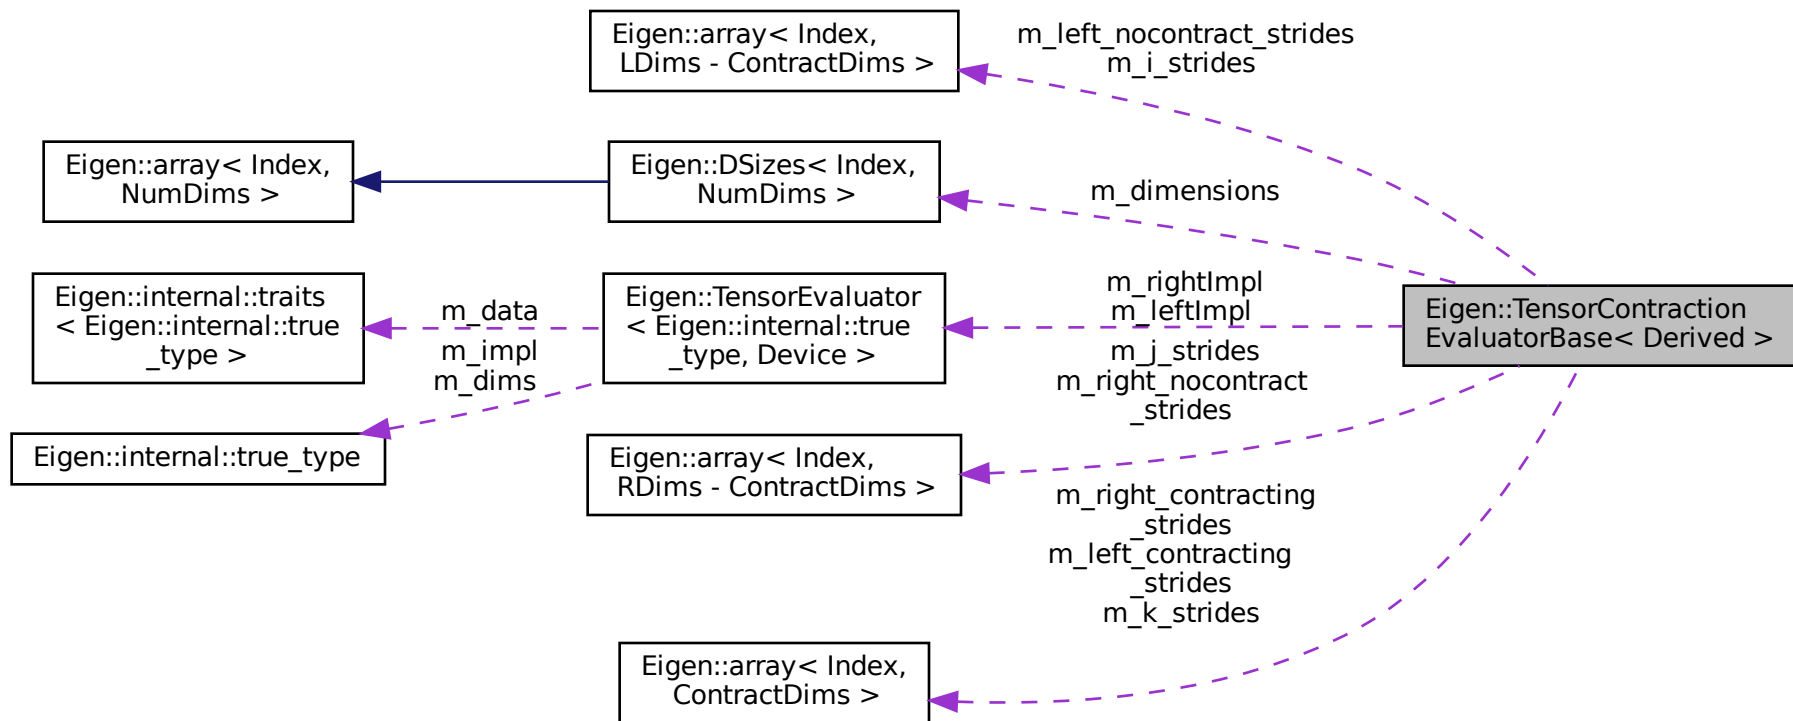 Eigen::array< Index,
LDims - ContractDims >
m_left_nocontract_strides
m_i_strides
Eigen::array< Index,
NumDims >
Eigen::DSizes< Index,
NumDims >
m_dimensions
Eigen::internal::traits
< Eigen::internal::true
_type >
m_data
m_impl
m_dims
Eigen::TensorEvaluator
< Eigen::internal::true
_type, Device >
m_rightImpl
m_leftImpl
Eigen::TensorContraction
EvaluatorBase< Derived >
m_j_strides
m_right_nocontract
_strides
Eigen::internal::true_type
Eigen::array< Index,
RDims - ContractDims >
m_right_contracting
_strides
m_left_contracting
_strides
m_k_strides
Eigen::array< Index,
ContractDims >